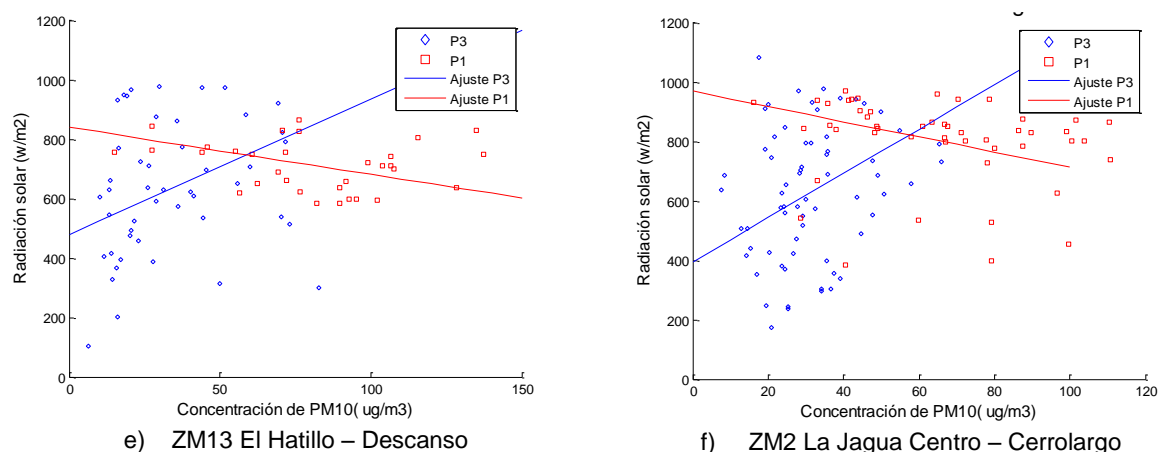 1200
1000
800
600
400
200
0
0 50 100 150
Radiación solar (w/m2)
Concentración de PM10( ug/m3)
P3
P1
Ajuste P3
Ajuste P1
e) ZM13 El Hatillo – Descanso
1200
1000
800
600
400
200
0
0 20 40 60 80 100 120
Radiación solar (w/m2)
Concentración de PM10( ug/m3)
P3
P1
Ajuste P3
Ajuste P1
f) ZM2 La Jagua Centro – Cerrolargo